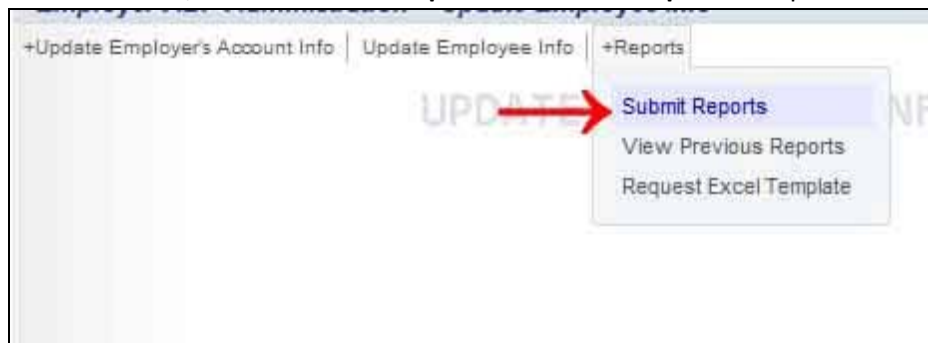 +Update Employer's Account Info | Update Employee Info | +Reports
Submit Reports
View Previous Reports
Request Excel Template